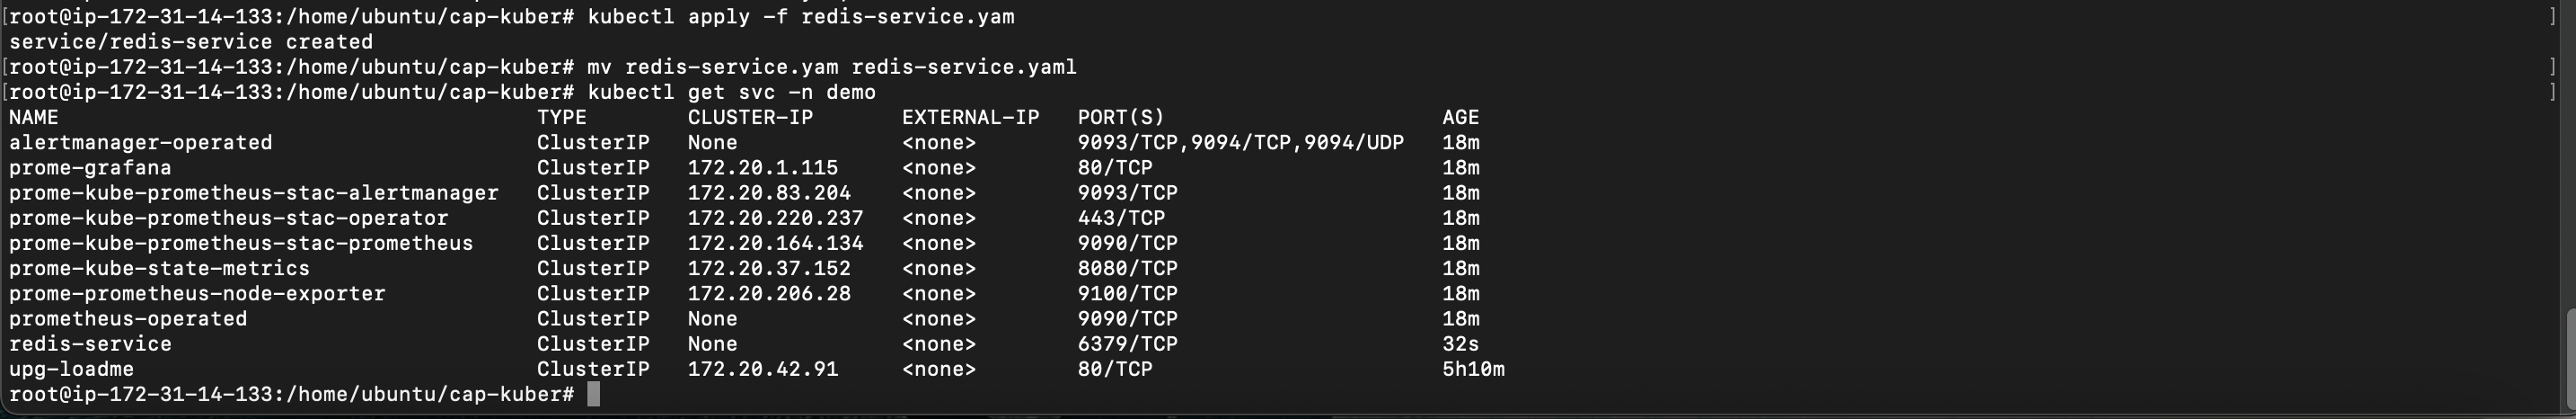 [root@ip-172-31-14-133:/home/ubuntu/cap-kuber# kubectl apply -f redis-service.yam ]
service/redis-service created
[root@ip-172-31-14-133:/home/ubuntu/cap-kuber# mv redis-service.yam redis-service.yaml ]
[root@ip-172-31-14-133:/home/ubuntu/cap-kuber# kubectl get svc -n demo ]
NAME TYPE CLUSTER-IP EXTERNAL-IP PORT(S) AGE
alertmanager-operated ClusterIP None <none> 9093/TCP,9094/TCP,9094/UDP 18m
prome-grafana ClusterIP 172.20.1.115 <none> 80/TCP 18m
prome-kube-prometheus-stac-alertmanager ClusterIP 172.20.83.204 <none> 9093/TCP 18m
prome-kube-prometheus-stac-operator ClusterIP 172.20.220.237 <none> 443/TCP 18m
prome-kube-prometheus-stac-prometheus ClusterIP 172.20.164.134 <none> 9090/TCP 18m
prome-kube-state-metrics ClusterIP 172.20.37.152 <none> 8080/TCP 18m
prome-prometheus-node-exporter ClusterIP 172.20.206.28 <none> 9100/TCP 18m
prometheus-operated ClusterIP None <none> 9090/TCP 18m
redis-service ClusterIP None <none> 6379/TCP 32s
upg-loadme ClusterIP 172.20.42.91 <none> 80/TCP 5h10m
root@ip-172-31-14-133:/home/ubuntu/cap-kuber#